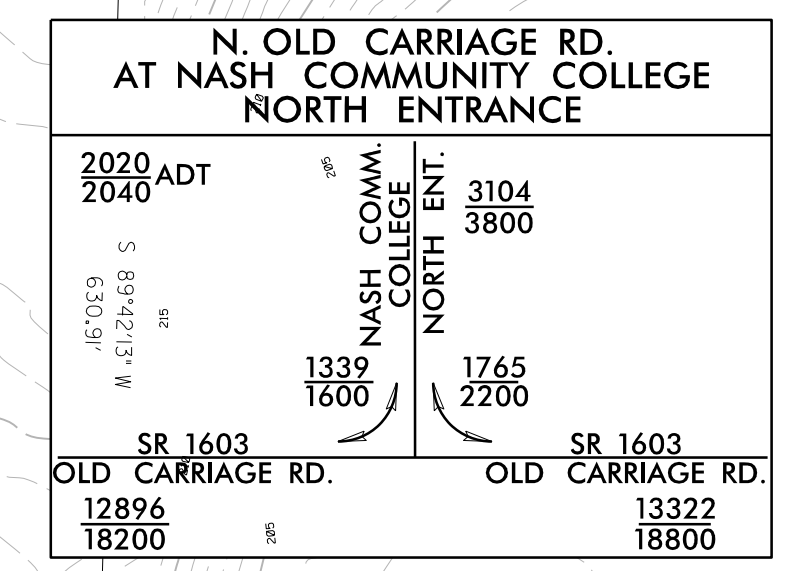 N. OLD CARRIAGE RD.
AT NASH COMMUNITY COLLEGE
NORTH ENTRANCE
210
2020
2040 ADT
205
NASH COMM.
COLLEGE
NORTH ENT.
3104
3800
S 89°42'13" W
630.91'
215
1339
1600
1765
2200
SR 1603
OLD CARRIAGE RD.
SR 1603
OLD CARRIAGE RD.
12896
18200
205
13322
18800